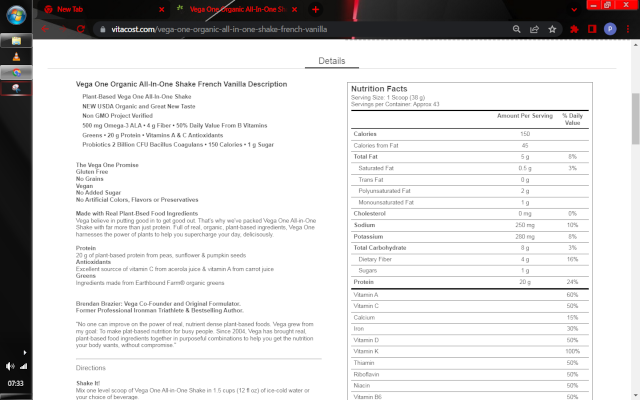 New Tab
Vega One Organic All-In-One Sh
vitacost.com/vega-one-organic-all-in-one-shake-french-vanilla
P
Details
Vega One Organic All-In-One Shake French Vanilla Description
Plant-Based Vega One All-In-One Shake
NEW USDA Organic and Great New Taste
Non GMO Project Verified
500 mg Omega-3 ALA • 4 g Fiber • 50% Daily Value From B Vitamins
Greens • 20 g Protein • Vitamins A & C Antioxidants
Probiotics 2 Billion CFU Bacillus Coagulans • 150 Calories • 1 g Sugar
The Vega One Promise
Gluten Free
No Grains
Vegan
No Added Sugar
No Artificial Colors, Flavors or Preservatives
Made with Real Plant-Bsed Food Ingredients
Vega believe in putting good in to get good out. That's why we've packed Vega One All-in-One
Shake with far more than just protein. Full of real, organic, plant-based ingredients, Vega One
harnesses the power of plants to help you supercharge your day, deliciously.
Protein
20 g of plant-based protein from peas, sunflower & pumpkin seeds
Antioxidants
Excellent sourcce of vitamin C from acerola juice & vitamin A from carrot juice
Greens
Ingredients made from Earthbound Farm® organic greens
Brendan Brazier: Vega Co-Founder and Original Formulator.
Former Professional Ironman Triathlete & Bestselling Author.
"No one can improve on the power of real, nutrient dense plant-based foods. Vega grew from
my goal: To make plat-based nutrition for busy people. Since 2004, Vega has brought real,
plant-based food ingredients together in purposeful combinations to help you get the nutrition
your body wants, without compromise."
Directions
Shake It!
Mix one level scoop of Vega One All-in-One Shake in 1.5 cups (12 fl oz) of ice-cold water or
your choice of beverage.
Nutrition Facts
Serving Size: 1 Scoop (38 g)
Servings per Container: Approx 43
Amount Per Serving % Daily
Value
Calories 150
Calories from Fat 45
Total Fat 5 g 8%
Saturated Fat 0.5 g 3%
Trans Fat 0 g
Polyunsaturated Fat 2 g
Monounsaturated Fat 1 g
Cholesterol 0 mg 0%
Sodium 250 mg 10%
Potassium 280 mg 8%
Total Carbohydrate 8 g 3%
Dietary Fiber 4 g 16%
Sugars 1 g
Protein 20 g 24%
Vitamin A 60%
Vitamin C 50%
Calcium 15%
Iron 30%
Vitamin D 50%
Vitamin K 100%
Thiamin 50%
Riboflavin 50%
Niacin 50%
Vitamin B6 50%
07:33